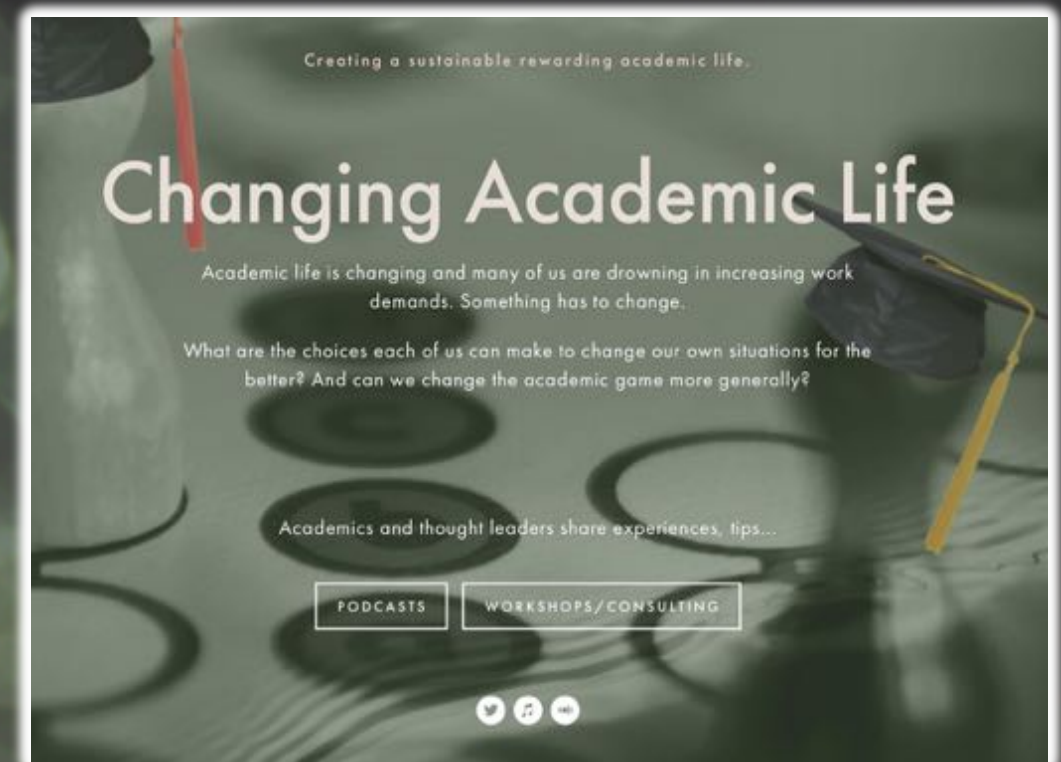 Creating a sustainable rewarding academic life.
Changing Academic Life
Academic life is changing and many of us are drowning in increasing work
demands. Something has to change.
What are the choices each of us can make to change our own situations for the
better? And can we change the academic game more generally?
Academics and thought leaders share experiences, tips...
PODCASTS
WORKSHOPS/CONSULTING